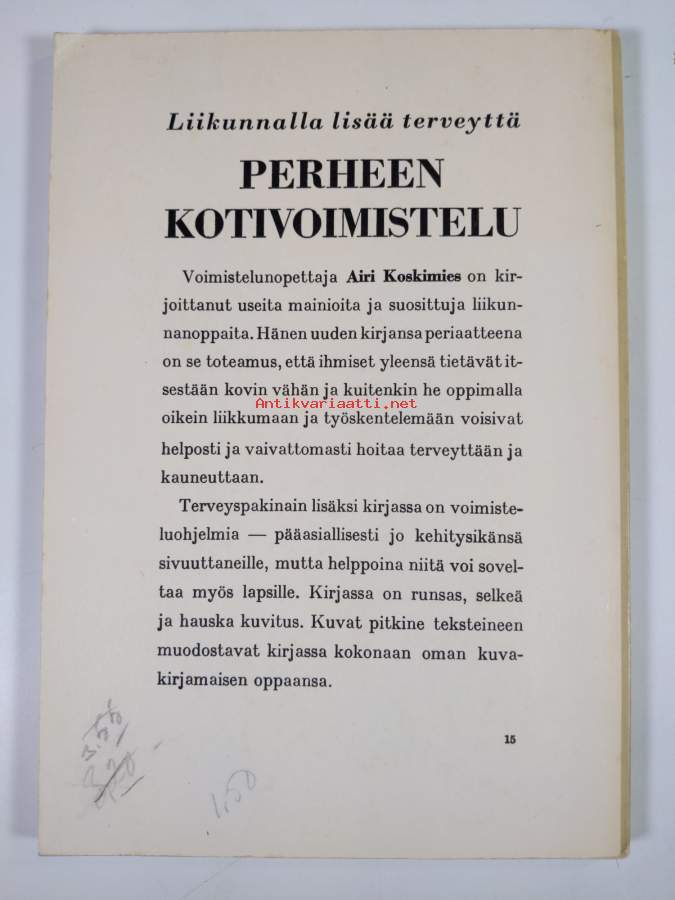 Liikunnalla lisää terveyttä
PERHEEN
KOTIVOIMISTELU
Voimistelunopettaja Airi Koskimies on kir-
joittanut useita mainioita ja suosittuja liikun-
nanoppaita. Hänen uuden kirjansa periaatteena
on se toteamus, että ihmiset yleensä tietävät it-
sestään kovin vähän ja kuitenkin he oppimalla
Antikvariaatti.net
oikein liikkumaan ja työskentelemään voisivat
helposti ja vaivattomasti hoitaa terveyttään ja
kauneuttaan.
Terveyspakinain lisäksi kirjassa on voimiste-
luohjelmia — pääasiallisesti jo kehitysikänsä
sivuuttaneille, mutta helppoina niitä voi sovel-
taa myös lapsille. Kirjassa on runsas, selkeä
ja hauska kuvitus. Kuvat pitkine teksteineen
muodostavat kirjassa kokonaan oman kuva-
kirjamaisen oppaansa.
15
1.50